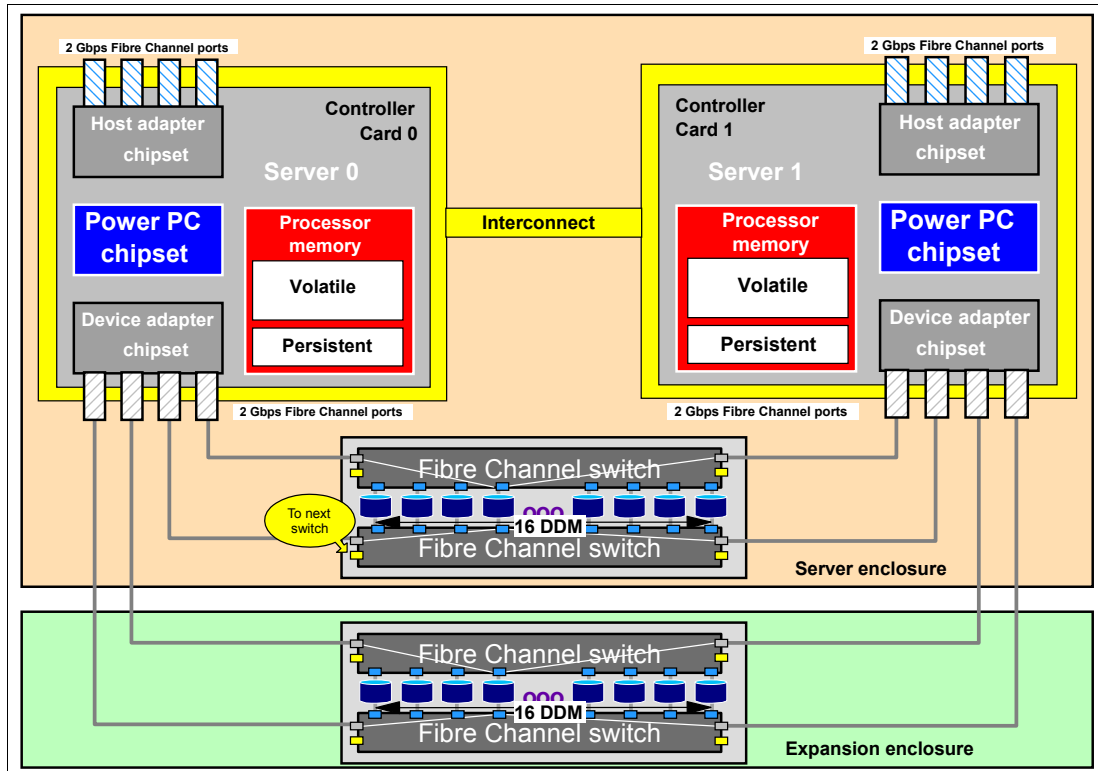 2 Gbps Fibre Channel ports
Host adapter
chipset
Controller
Card 0
Server 0
Power PC
chipset
Processor
memory
Volatile
Persistent
Device adapter
chipset
2 Gbps Fibre Channel ports
Interconnect
2 Gbps Fibre Channel ports
Controller
Card 1
Host adapter
chipset
Server 1
Processor
memory
Volatile
Persistent
Power PC
chipset
Device adapter
chipset
2 Gbps Fibre Channel ports
Fibre Channel switch
16 DDM
Fibre Channel switch
To next
switch
Server enclosure
Fibre Channel switch
16 DDM
Fibre Channel switch
Expansion enclosure